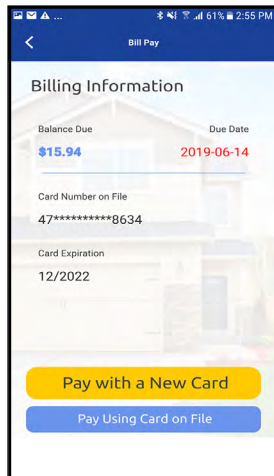 ... 61% 2:55 PM
Bill Pay
Billing Information
Balance Due Due Date
$15.94 2019-06-14
Card Number on File
47**********8634
Card Expiration
12/2022
Pay with a New Card
Pay Using Card on File